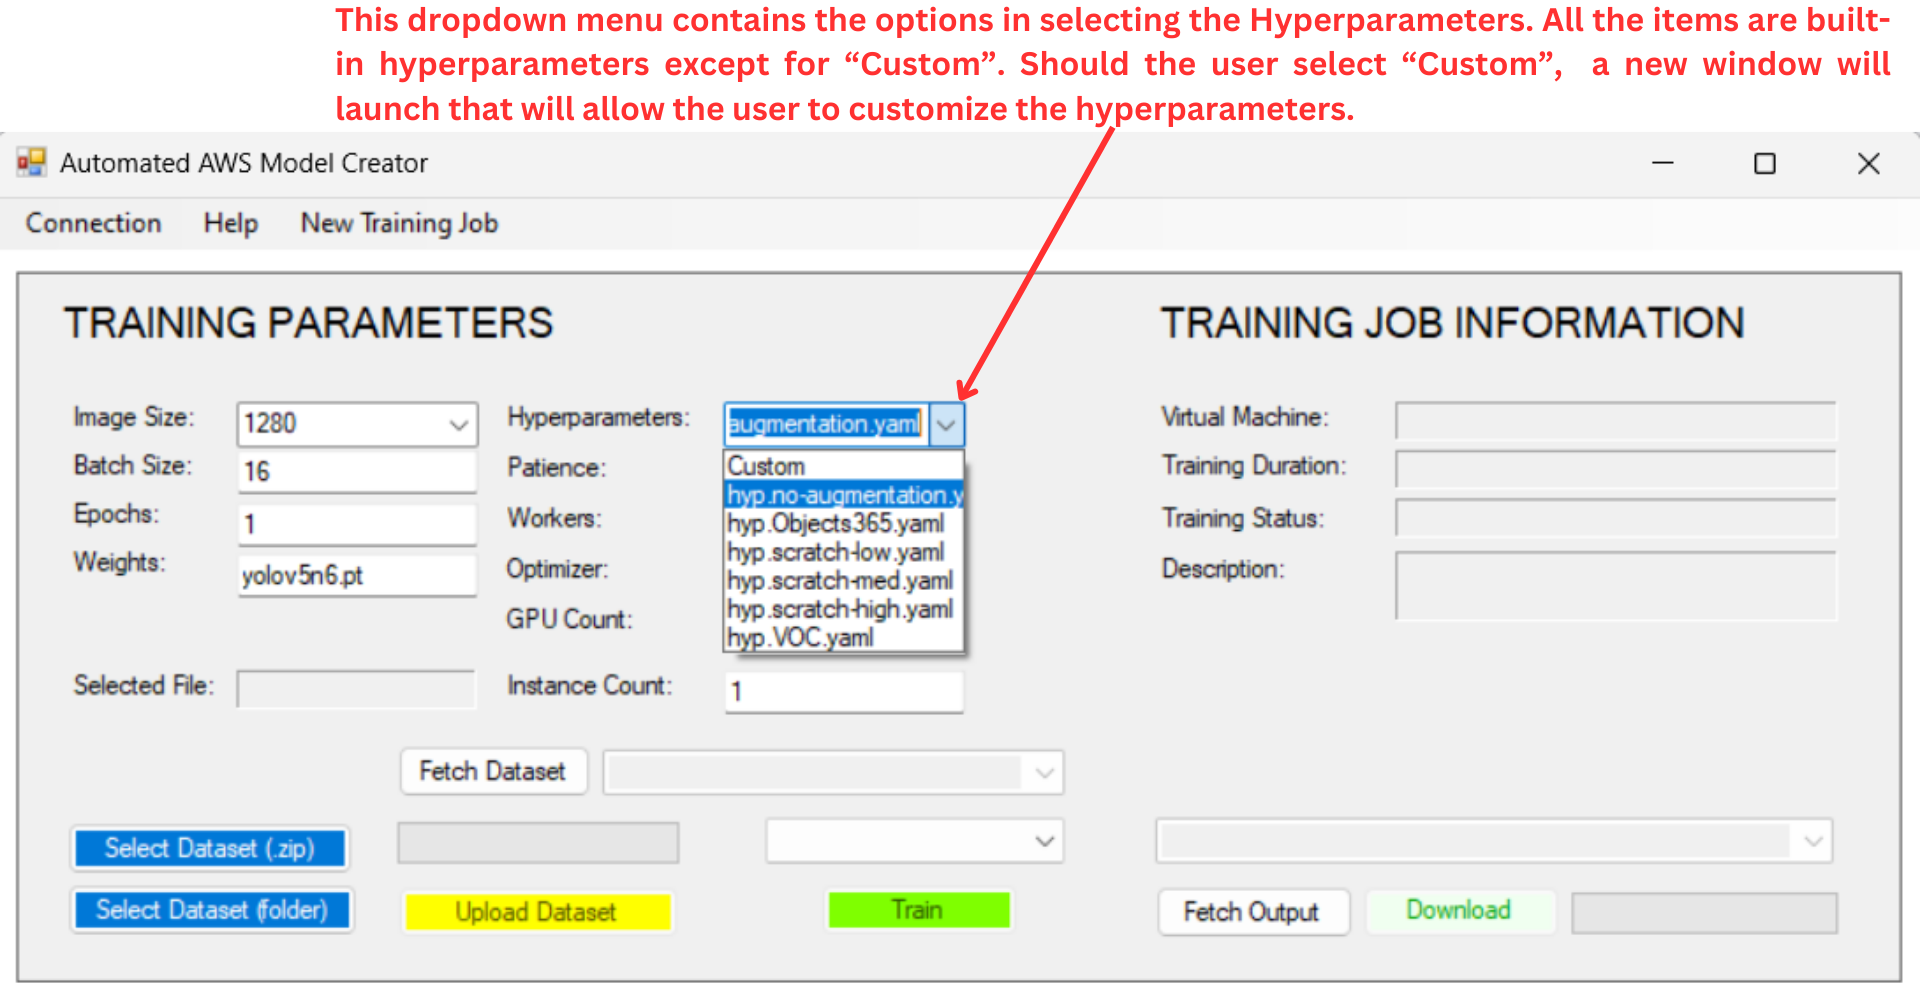 This dropdown menu contains the options in selecting the Hyperparameters. All the items are built-
in hyperparameters except for “Custom”. Should the user select “Custom”, a new window will
launch that will allow the user to customize the hyperparameters.
Automated AWS Model Creator
Connection Help New Training Job
TRAINING PARAMETERS
Image Size: 1280
Batch Size: 16
Epochs: 1
Weights: yolov5n6.pt
Selected File:
Hyperparameters: augmentation.yaml
Custom
hyp.no-augmentation.y
hyp.Objects365.yaml
hyp.scratch-low.yaml
hyp.scratch-med.yaml
hyp.scratch-high.yaml
hyp.VOC.yaml
Patience:
Workers:
Optimizer:
GPU Count:
Instance Count: 1
Fetch Dataset
Select Dataset (.zip)
Select Dataset (folder)
Upload Dataset
Train
TRAINING JOB INFORMATION
Virtual Machine:
Training Duration:
Training Status:
Description:
Fetch Output
Download